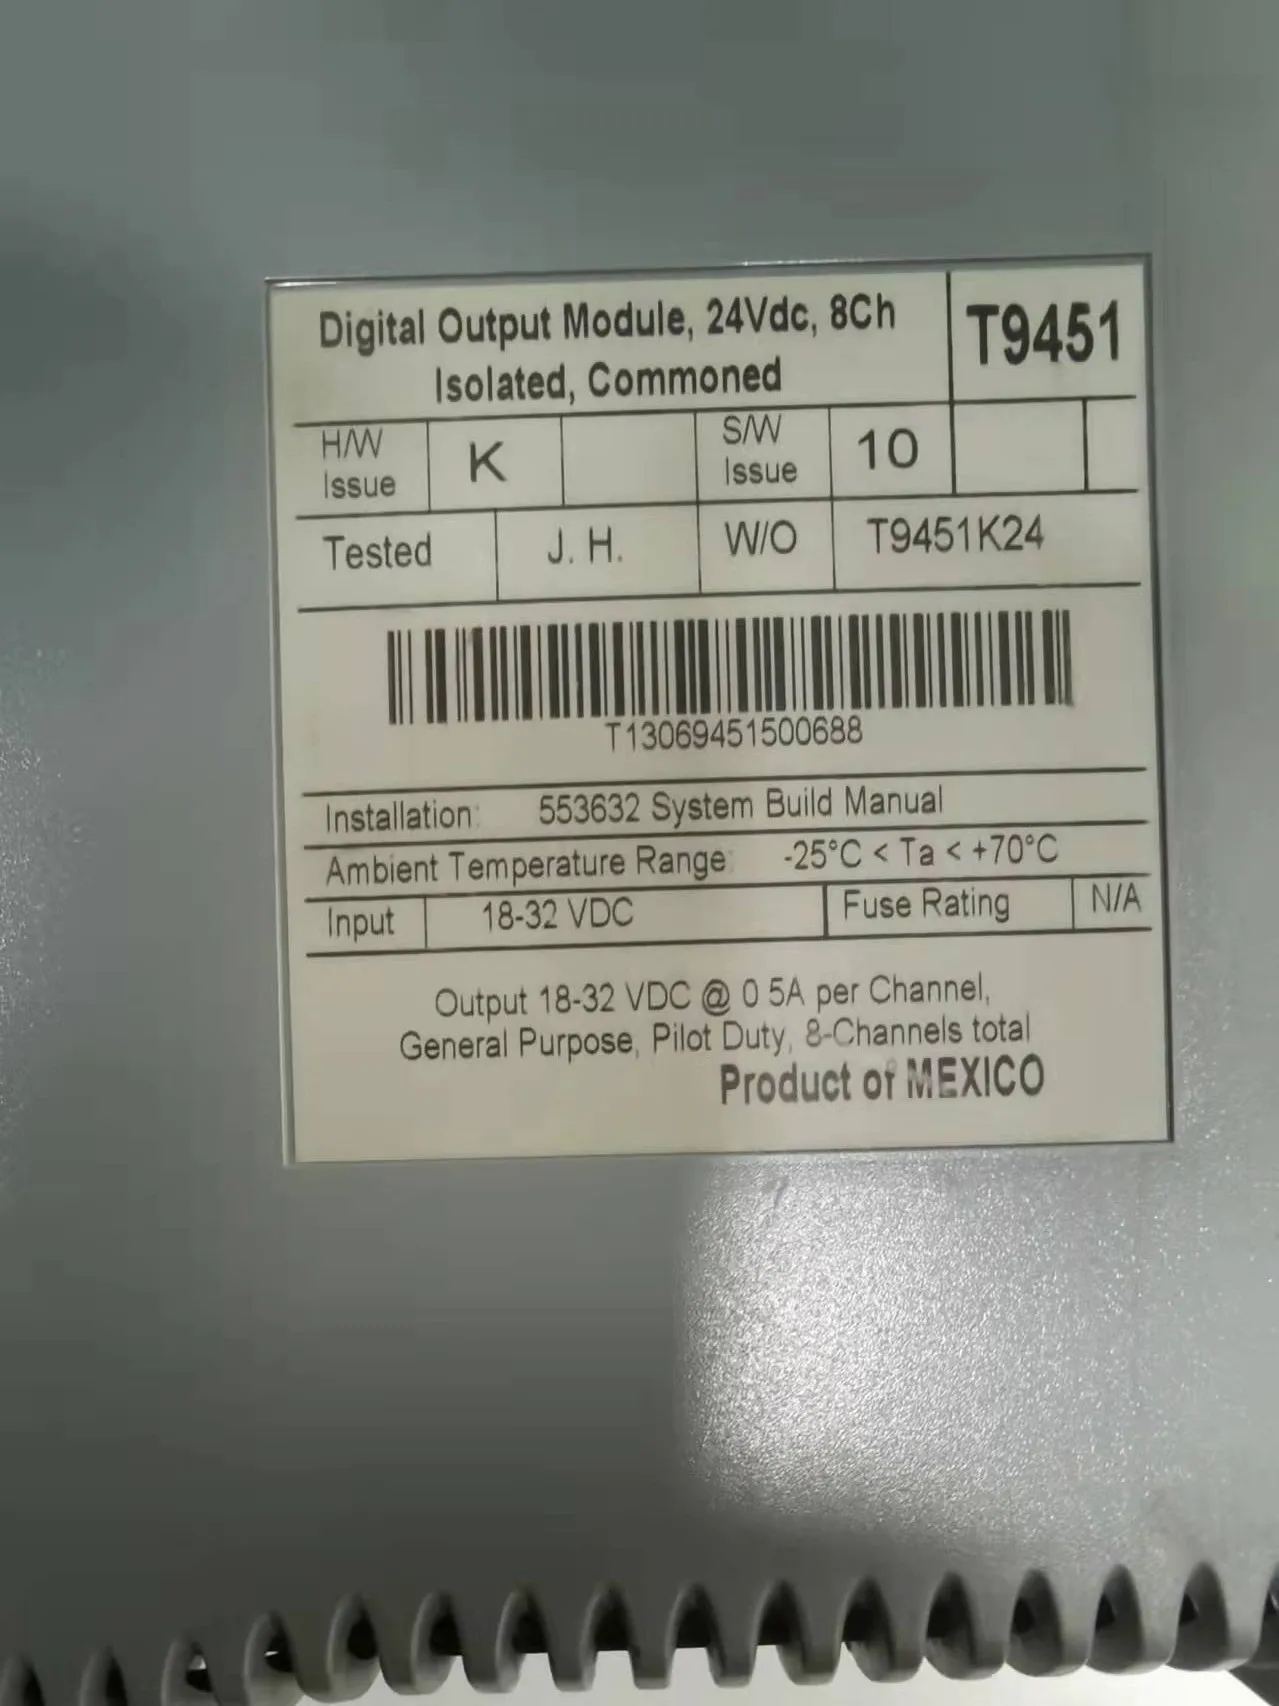 Digital Output Module, 24Vdc, 8Ch
Isolated, Commoned
T9451
H/W Issue K S/W Issue 10
Tested J. H. W/O T9451K24
T13069451500688
Installation: 553632 System Build Manual
Ambient Temperature Range: -25°C < Ta < +70°C
Input 18-32 VDC Fuse Rating N/A
Output 18-32 VDC @ 0 5A per Channel,
General Purpose, Pilot Duty, 8-Channels total
Product of MEXICO